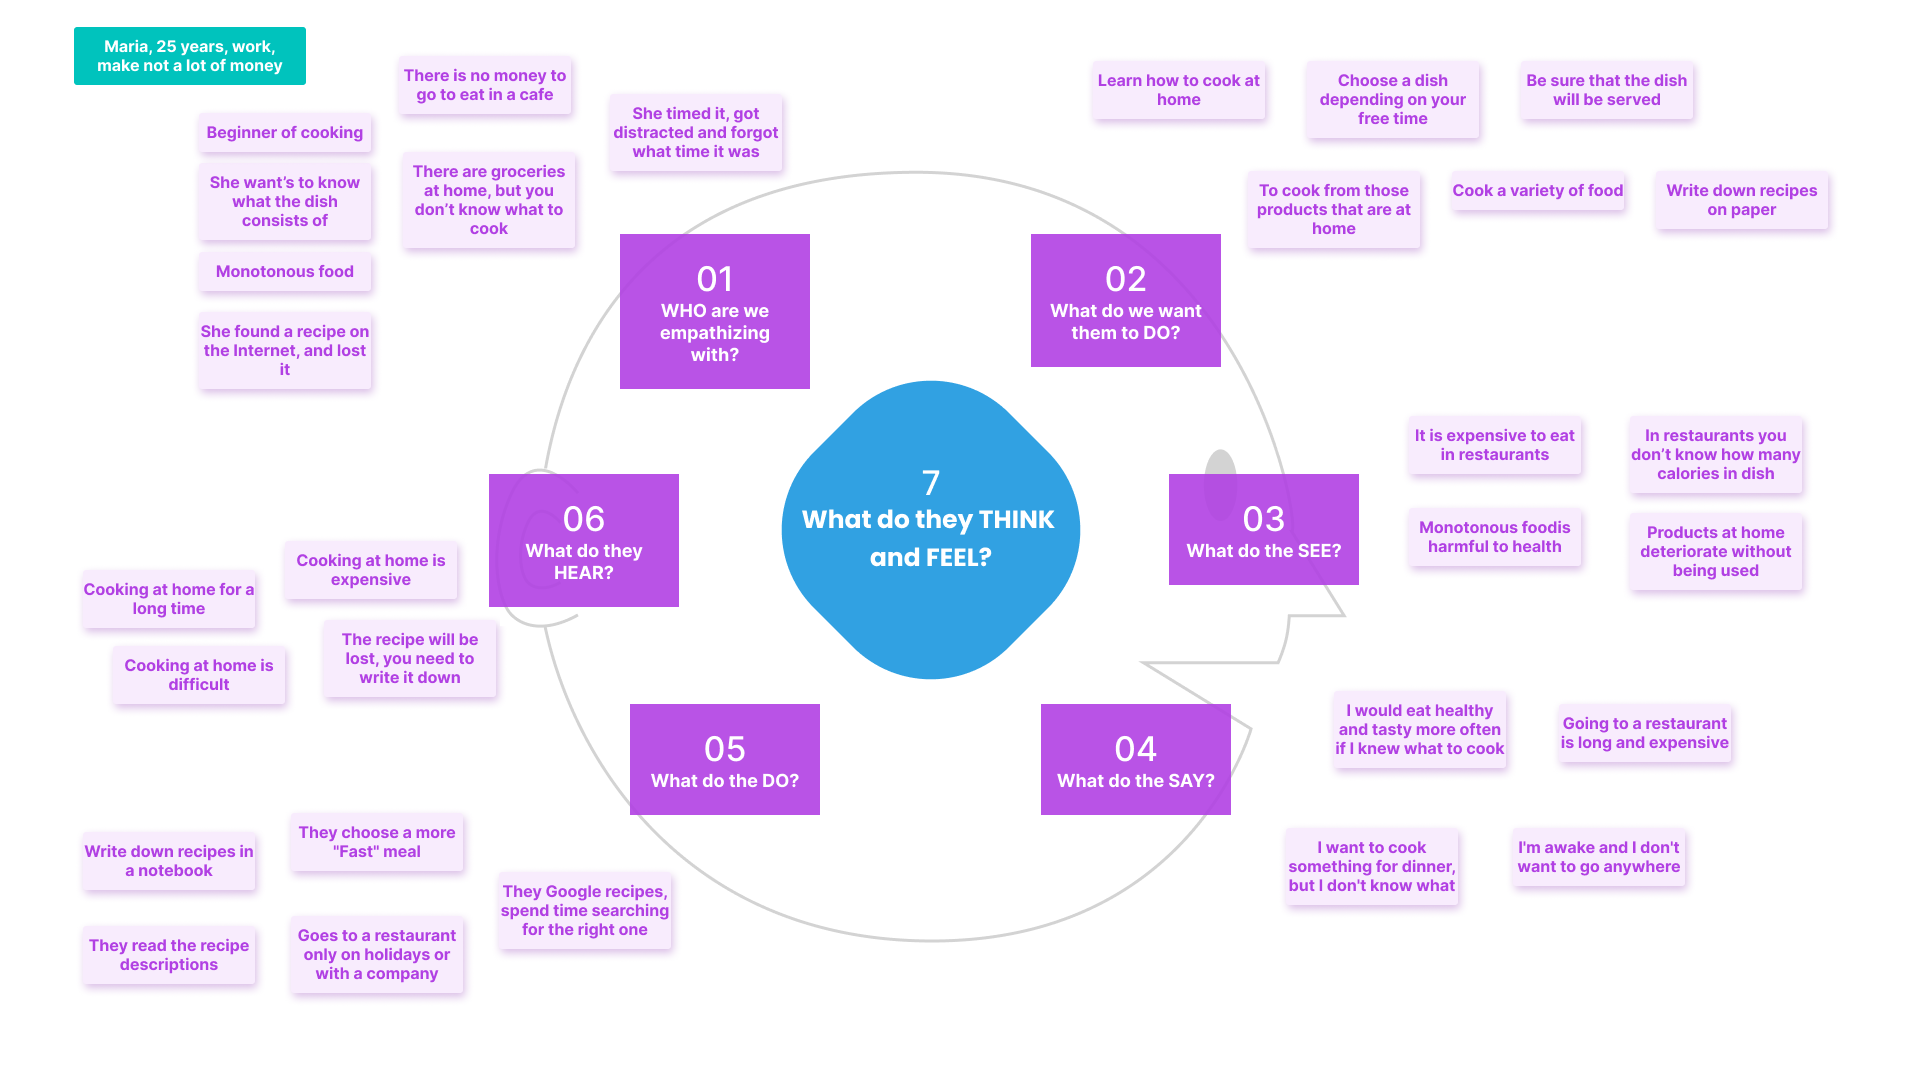 Maria, 25 years, work,
make not a lot of money
There is no money to
go to eat in a cafe
She timed it, got
distracted and forgot
what time it was
Beginner of cooking
She want’s to know
what the dish
consists of
There are groceries
at home, but you
don’t know what to
cook
Monotonous food
She found a recipe on
the Internet, and lost
it
01
WHO are we
empathizing
with?
Learn how to cook at
home
Choose a dish
depending on your
free time
Be sure that the dish
will be served
To cook from those
products that are at
home
Cook a variety of food
Write down recipes
on paper
02
What do we want
them to DO?
7
What do they THINK
and FEEL?
03
What do the SEE?
It is expensive to eat
in restaurants
In restaurants you
don’t know how many
calories in dish
Monotonous foodis
harmful to health
Products at home
deteriorate without
being used
06
What do they
HEAR?
Cooking at home is
expensive
Cooking at home for a
long time
The recipe will be
lost, you need to
write it down
Cooking at home is
difficult
04
What do the SAY?
I would eat healthy
and tasty more often
if I knew what to cook
Going to a restaurant
is long and expensive
I want to cook
something for dinner,
but I don't know what
I'm awake and I don't
want to go anywhere
05
What do the DO?
They choose a more
"Fast" meal
Write down recipes in
a notebook
They Google recipes,
spend time searching
for the right one
They read the recipe
descriptions
Goes to a restaurant
only on holidays or
with a company